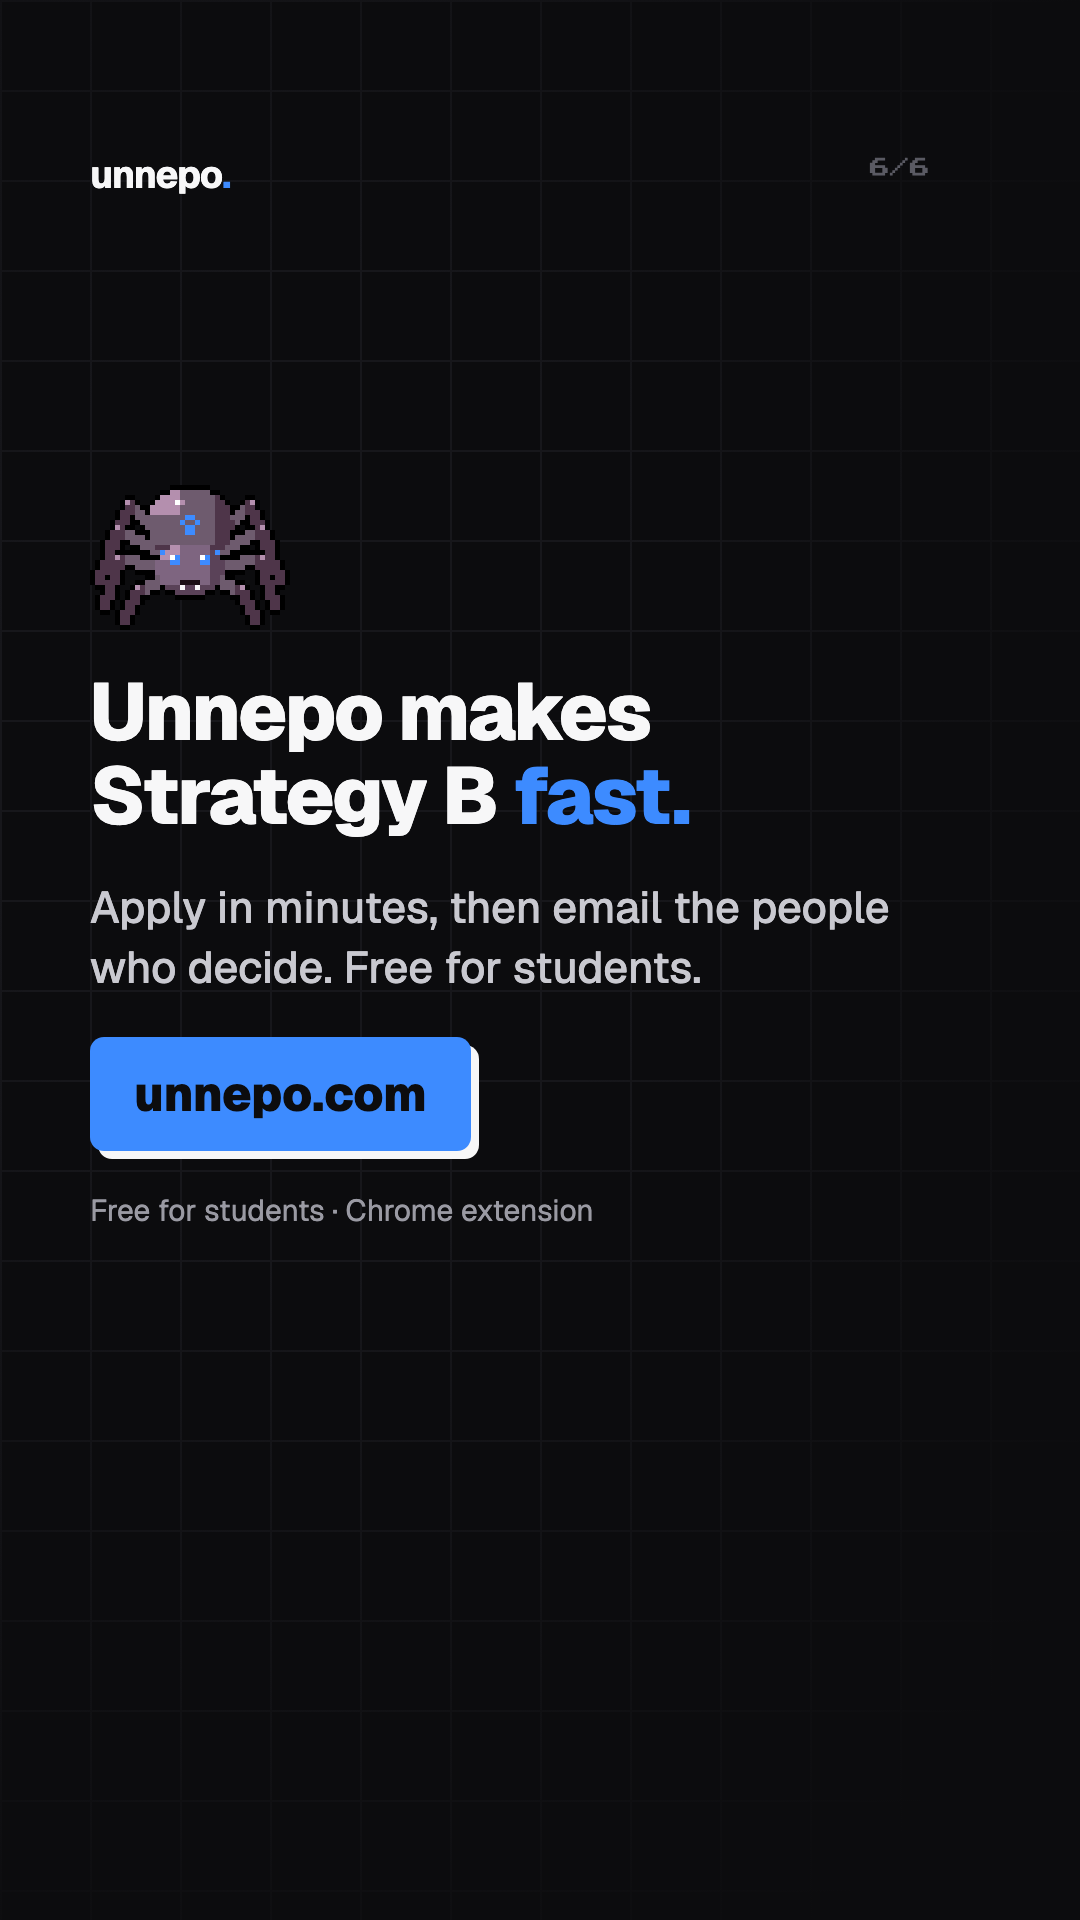 unnepo.
6/6
Unnepo makes
Strategy B fast.
Apply in minutes, then email the people
who decide. Free for students.
unnepo.com
Free for students · Chrome extension